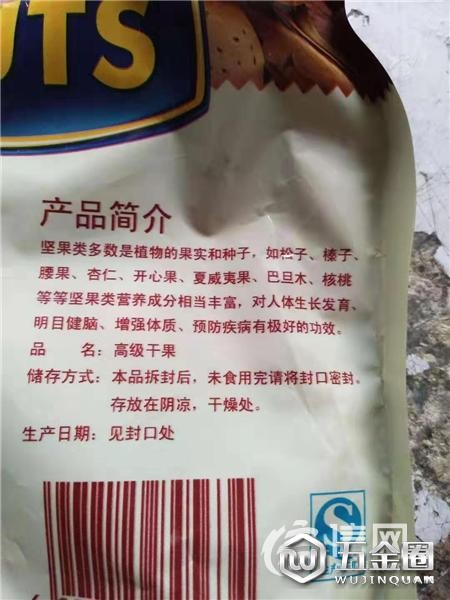 UTS
产品简介
坚果类多数是植物的果实和种子，如松子、榛子、
腰果、杏仁、开心果、夏威夷果、巴旦木、核桃
等等坚果类营养成分相当丰富，对人体生长发育、
明目健脑、增强体质、预防疾病有极好的功效。
品 名：高级干果
储存方式：本品拆封后，未食用完请将封口密封。
存放在阴凉，干燥处。
生产日期：见封口处
五金圈
WUJINQUAN